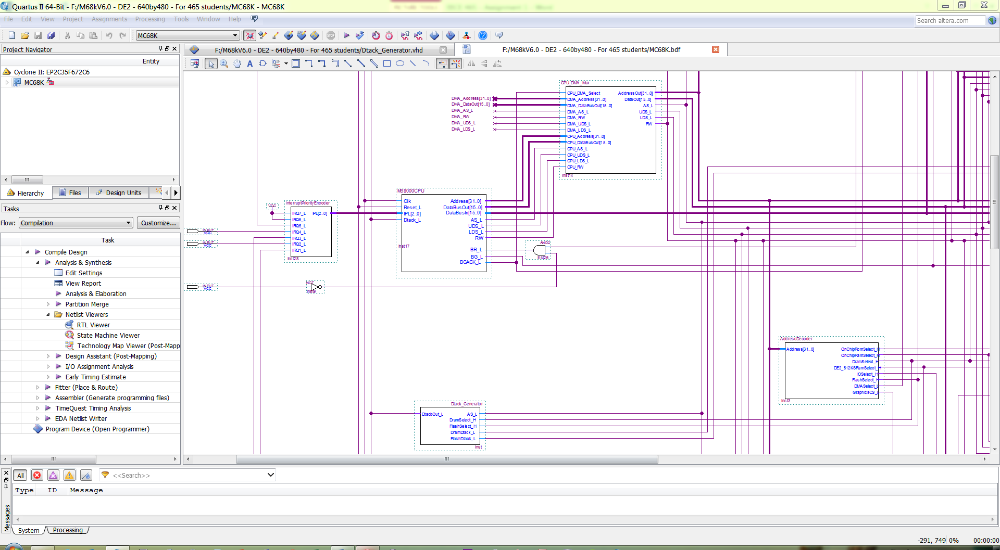 Quartus II 64-Bit - F:/M68kV6.0 - DE2 - 640by480 - For 465 students/MC68K - MC68K
File Edit View Project Assignments Processing Tools Window Help
Search altera.com
MC68K
STOP
Project Navigator
F:/M68kV6.0 - DE2 - 640by480 - For 465 students/Dtack_Generator.vhd
F:/M68kV6.0 - DE2 - 640by480 - For 465 students/MC68K.bdf
Entity
Cyclone II: EP2C35F672C6
MC68K
Hierarchy
Files
Design Units
Tasks
Flow: Compilation
Customize...
Task
Compile Design
Analysis & Synthesis
Edit Settings
View Report
Analysis & Elaboration
Partition Merge
Netlist Viewers
RTL Viewer
State Machine Viewer
Technology Map Viewer (Post-Mapp
Design Assistant (Post-Mapping)
I/O Assignment Analysis
Early Timing Estimate
Fitter (Place & Route)
Assembler (Generate programming files)
TimeQuest Timing Analysis
EDA Netlist Writer
Program Device (Open Programmer)
DMA_Address[31..0]
DMA_DataOut[15..0]
DMA_AS_L
DMA_RW
DMA_UDS_L
DMA_LDS_L
CPU_DMA_Mux
CPU_DMA_Select AddressOut[31..0]
DMA_Address[31..0] DataOut[15..0]
DMA_DataBusOut[15..0] AS_L
DMA_AS_L UDS_L
DMA_RW LDS_L
DMA_UDS_L RW
DMA_LDS_L
CPU_Address[31..0]
CPU_DataBusOut[15..0]
CPU_AS_L
CPU_UDS_L
CPU_LDS_L
CPU_RW
inst14
VCC
InterruptPriorityEncoder
IRQ7_L IPL[2..0]
IRQ6_L
IRQ5_L
IRQ4_L
IRQ3_L
IRQ2_L
IRQ1_L
inst28
INPUT
VCC
INPUT
VCC
INPUT
VCC
NOT
M68000CPU
Clk Address[31..0]
Reset_L DataBusOut[15..0]
IPL[2..0] DataBusIn[15..0]
Dtack_L AS_L
UDS_L
LDS_L
RW
inst17
BR_L
BG_L
BGACK_L
AND2
inst26
AddressDecoder
Address[31..0] OnChipRomSelect_H
OnChipRamSelect_H
DramSelect_H
DE2_512KSRamSelect_H
IOSelect_H
FlashSelect_H
DMASelect_L
GraphicsCS_L
inst3
Dtack_Generator
DtackOut_L AS_L
DramSelect_H
FlashSelect_H
DramDtack_L
FlashDtack_L
inst
All
<<Search>>
Type ID Message
Messages
System
Processing
-291, 749 0% 00:00:00